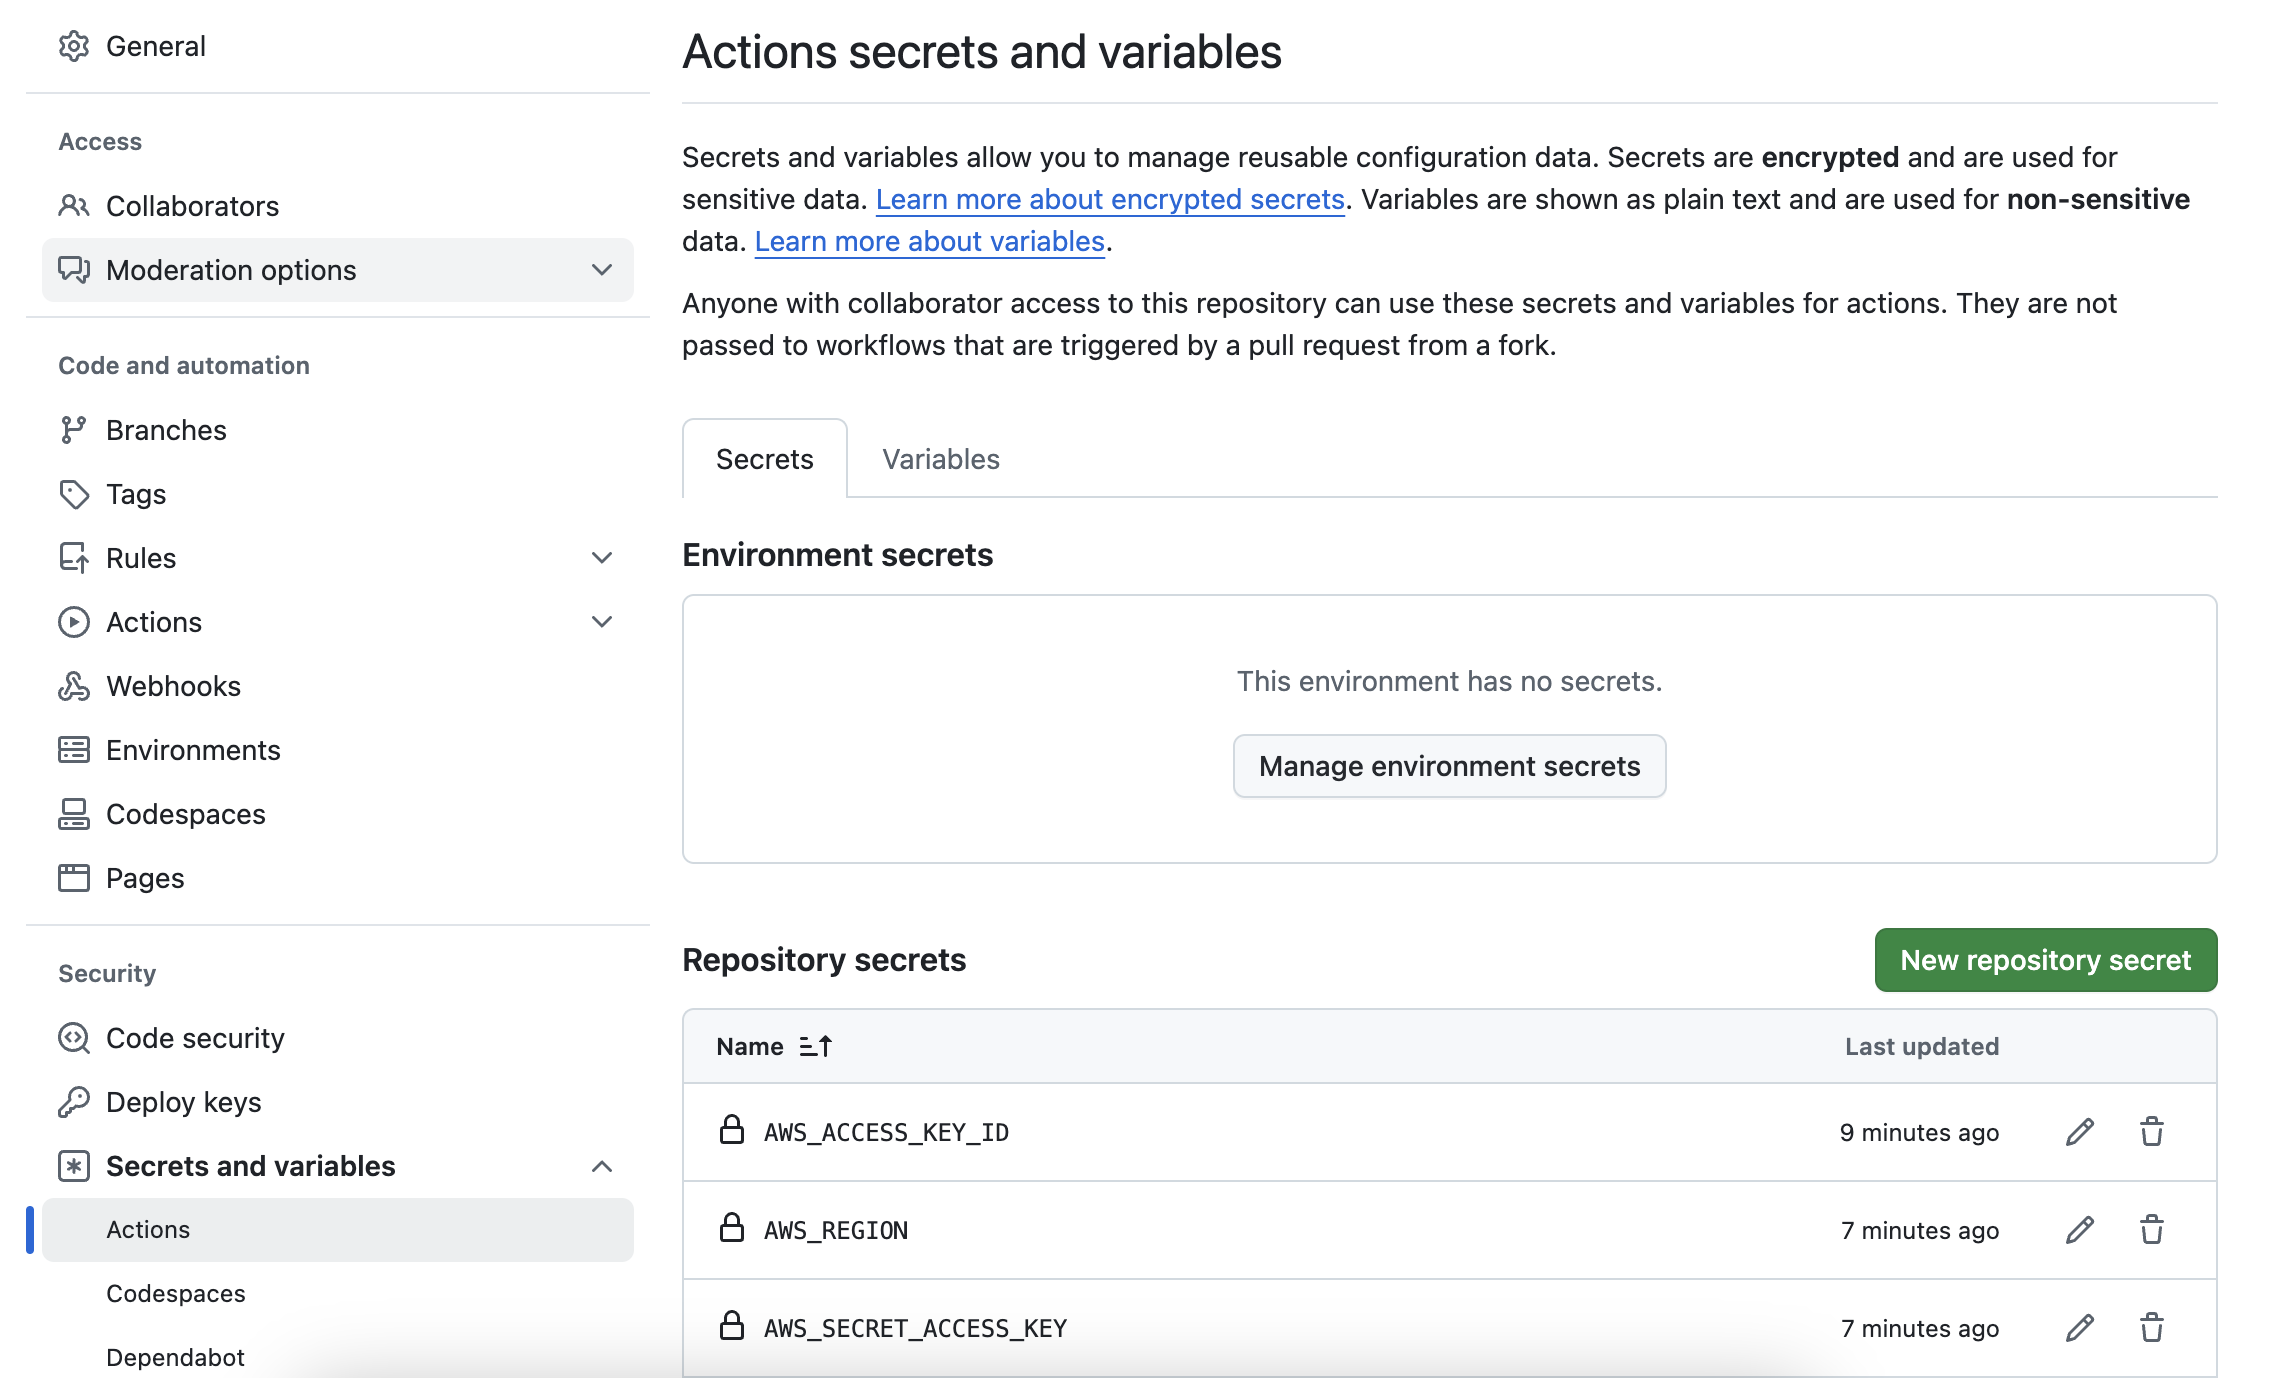 General
Access
Collaborators
Moderation options
Code and automation
Branches
Tags
Rules
Actions
Webhooks
Environments
Codespaces
Pages
Security
Code security
Deploy keys
Secrets and variables
Actions
Codespaces
Dependabot
Actions secrets and variables
Secrets and variables allow you to manage reusable configuration data. Secrets are encrypted and are used for
sensitive data. Learn more about encrypted secrets. Variables are shown as plain text and are used for non-sensitive
data. Learn more about variables.
Anyone with collaborator access to this repository can use these secrets and variables for actions. They are not
passed to workflows that are triggered by a pull request from a fork.
Secrets Variables
Environment secrets
This environment has no secrets.
Manage environment secrets
Repository secrets New repository secret
Name Last updated
AWS_ACCESS_KEY_ID 9 minutes ago
AWS_REGION 7 minutes ago
AWS_SECRET_ACCESS_KEY 7 minutes ago